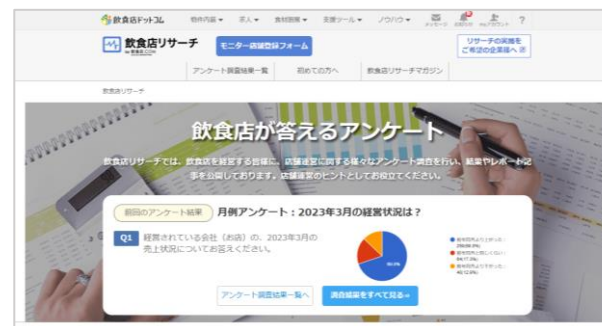 飲食店ドットコム 物件内装▼ 求人▼ 食材厨房▼ 支援ツール▼ ノウハウ▼ ?
飲食店リサーチ
モニター店舗登録フォーム
リサーチの実施を
ご希望の企業様へ
アンケート調査結果一覧 初めての方へ 飲食店リサーチマガジン
飲食店リサーチ
飲食店が答えるアンケート
飲食店リサーチでは、飲食店を経営する皆様に、店舗運営に関する様々なアンケート調査を行い、結果やレポート記
事を公開しております。店舗運営のヒントとしてお役立てください。
前回のアンケート結果 月例アンケート:2023年3月の経営状況は?
Q1 経営されている会社(お店)の、2023年3月の
売上状況についてお答えください。
アンケート調査結果一覧へ 調査結果をすべて見る